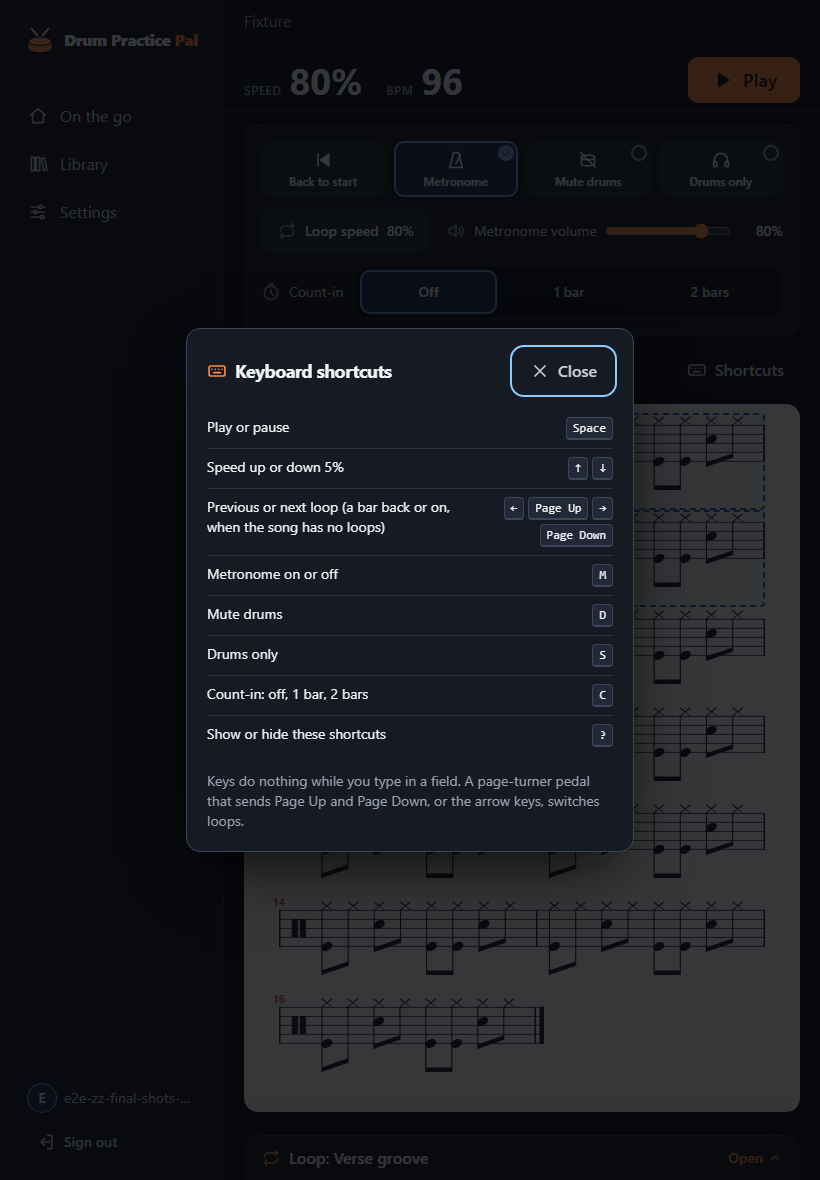 Drum Practice Pal
On the go
Library
Settings
Fixture
SPEED 80% BPM 96
Play
Back to start
Metronome
Mute drums
Drums only
Loop speed 80%
Metronome volume
80%
Count-in
Off
1 bar
2 bars
Shortcuts
Keyboard shortcuts
Close
Play or pause
Space
Speed up or down 5%
↑ ↓
Previous or next loop (a bar back or on,
when the song has no loops)
← Page Up →
Page Down
Metronome on or off
M
Mute drums
D
Drums only
S
Count-in: off, 1 bar, 2 bars
C
Show or hide these shortcuts
?
Keys do nothing while you type in a field. A page-turner pedal
that sends Page Up and Page Down, or the arrow keys, switches
loops.
14
16
E
e2e-zz-final-shots-...
Sign out
Loop: Verse groove
Open